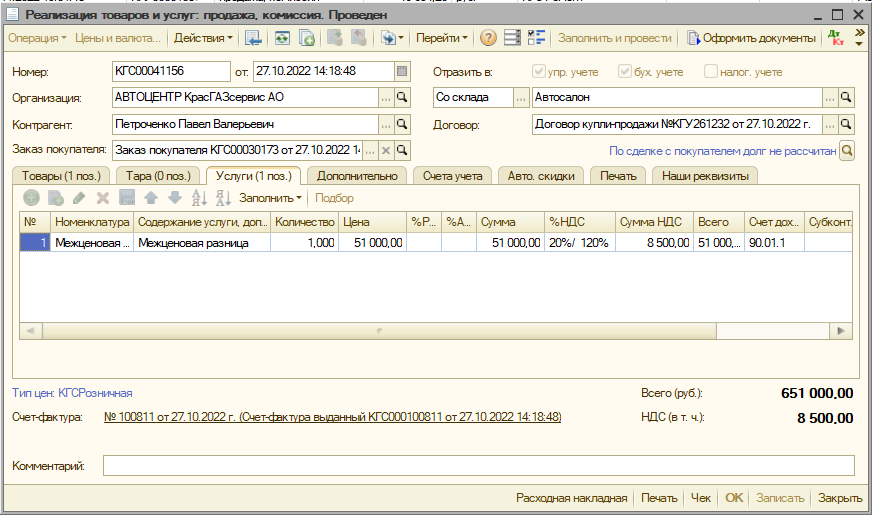 Реализация товаров и услуг: продажа, комиссия. Проведен
Операция Цены и валюта... Действия Перейти Заполнить и провести Оформить документы Дт Кт
Номер: КГС00041156 от: 27.10.2022 14:18:48 Отразить в: упр. учете бух. учете налог. учете
Организация: АВТОЦЕНТР КрасГАЗсервис АО Со склада Автосалон
Контрагент: Петроченко Павел Валерьевич Договор: Договор купли-продажи №КГУ261232 от 27.10.2022 г.
Заказ покупателя: Заказ покупателя КГС00030173 от 27.10.2022 14 По сделке с покупателем долг не рассчитан
Товары (1 поз.) Тара (0 поз.) Услуги (1 поз.) Дополнительно Счета учета Авто. скидки Печать Наши реквизиты
Заполнить Подбор
№ Номенклатура Содержание услуги, доп... Количество Цена %Р... %А... Сумма %НДС Сумма НДС Всего Счет дох... Субконт.
1 Межценовая ... Межценовая разница 1,000 51 000,00 51 000,00 20% / 120% 8 500,00 51 000,... 90.01.1
Тип цен: КГСРозничная Всего (руб.): 651 000,00
Счет-фактура: № 100811 от 27.10.2022 г. (Счет-фактура выданный КГС000100811 от 27.10.2022 14:18:48) НДС (в т. ч.): 8 500,00
Комментарий:
Расходная накладная Печать Чек OK Записать Закрыть